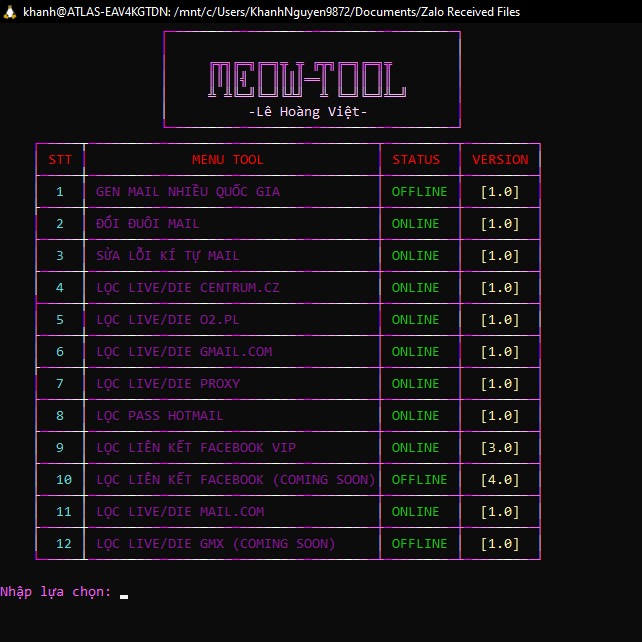 khanh@ATLAS-EAV4KGTDN: /mnt/c/Users/KhanhNguyen9872/Documents/Zalo Received Files
-Lê Hoàng Việt-
STT MENU TOOL STATUS VERSION
1 GEN MAIL NHIỀU QUỐC GIA OFFLINE [1.0]
2 ĐỔI ĐUÔI MAIL ONLINE [1.0]
3 SỬA LỖI KÍ TỰ MAIL ONLINE [1.0]
4 LỌC LIVE/DIE CENTRUM.CZ ONLINE [1.0]
5 LỌC LIVE/DIE O2.PL ONLINE [1.0]
6 LỌC LIVE/DIE GMAIL.COM ONLINE [1.0]
7 LỌC LIVE/DIE PROXY ONLINE [1.0]
8 LỌC PASS HOTMAIL ONLINE [1.0]
9 LỌC LIÊN KẾT FACEBOOK VIP ONLINE [3.0]
10 LỌC LIÊN KẾT FACEBOOK (COMING SOON) OFFLINE [4.0]
11 LỌC LIVE/DIE MAIL.COM ONLINE [1.0]
12 LỌC LIVE/DIE GMX (COMING SOON) OFFLINE [1.0]
Nhập lựa chọn: